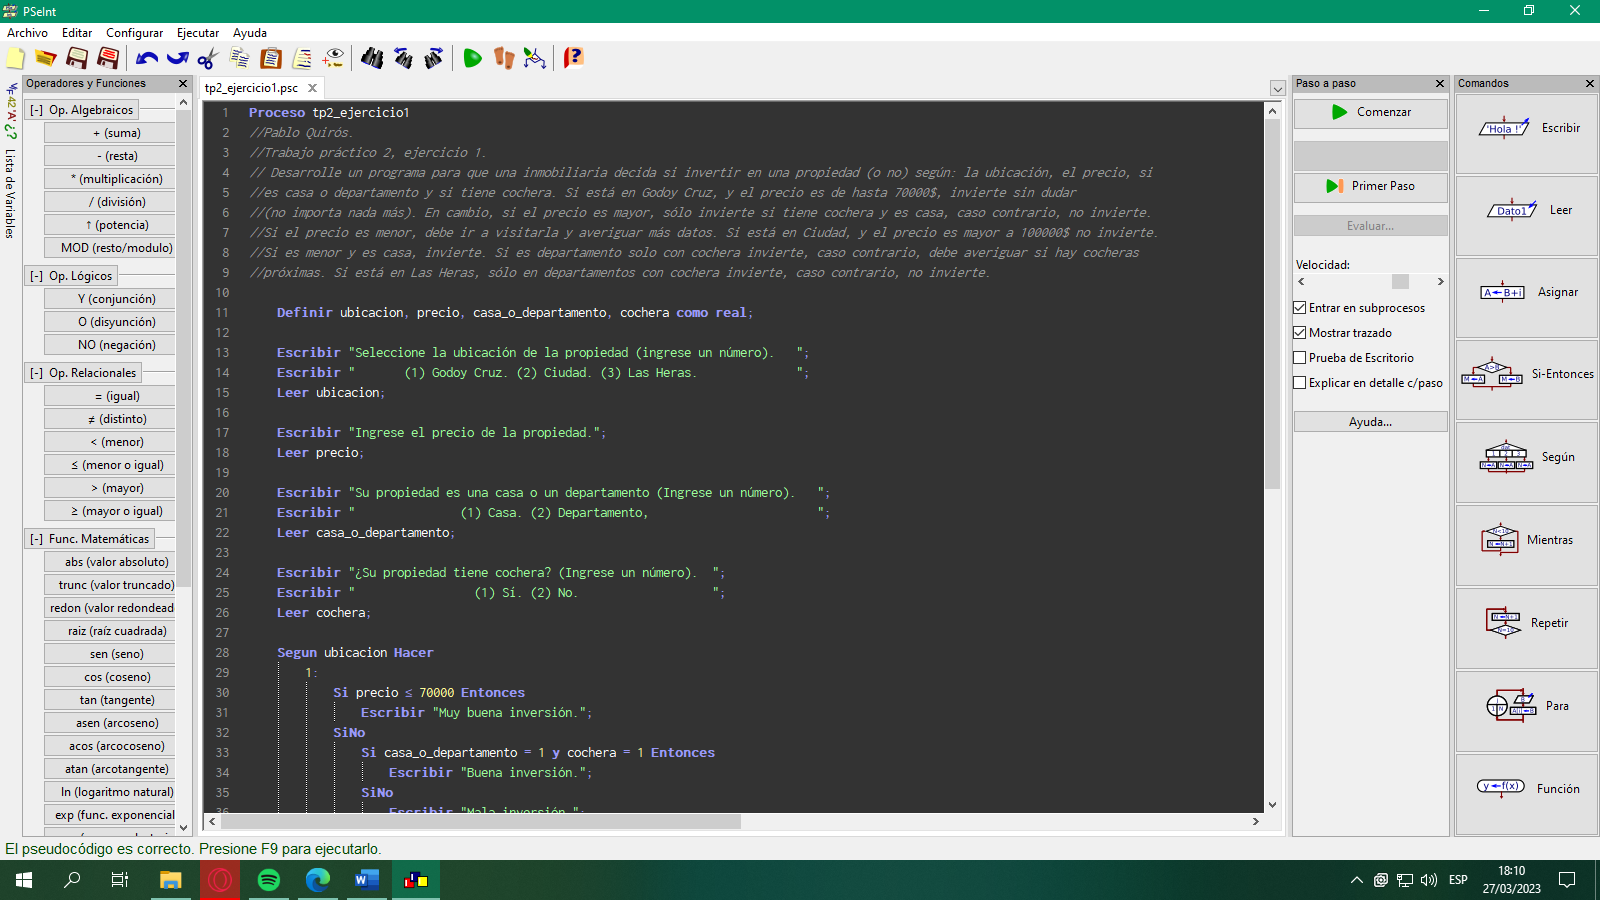 PSeInt
Archivo Editar Configurar Ejecutar Ayuda
Operadores y Funciones
Lista de Variables
[-] Op. Algebraicos
+ (suma)
- (resta)
* (multiplicación)
/ (división)
↑ (potencia)
MOD (resto/modulo)
[-] Op. Lógicos
Y (conjunción)
O (disyunción)
NO (negación)
[-] Op. Relacionales
= (igual)
≠ (distinto)
< (menor)
≤ (menor o igual)
> (mayor)
≥ (mayor o igual)
[-] Func. Matemáticas
abs (valor absoluto)
trunc (valor truncado)
redon (valor redondead
raiz (raíz cuadrada)
sen (seno)
cos (coseno)
tan (tangente)
asen (arcoseno)
acos (arcocoseno)
atan (arcotangente)
ln (logaritmo natural)
exp (func. exponencial
tp2_ejercicio1.psc
1 Proceso tp2_ejercicio1
2 //Pablo Quirós.
3 //Trabajo práctico 2, ejercicio 1.
4 // Desarrolle un programa para que una inmobiliaria decida si invertir en una propiedad (o no) según: la ubicación, el precio, si
5 //es casa o departamento y si tiene cochera. Si está en Godoy Cruz, y el precio es de hasta 70000$, invierte sin dudar
6 //(no importa nada más). En cambio, si el precio es mayor, sólo invierte si tiene cochera y es casa, caso contrario, no invierte.
7 //Si el precio es menor, debe ir a visitarla y averiguar más datos. Si está en Ciudad, y el precio es mayor a 100000$ no invierte.
8 //Si es menor y es casa, invierte. Si es departamento solo con cochera invierte, caso contrario, debe averiguar si hay cocheras
9 //próximas. Si está en Las Heras, sólo en departamentos con cochera invierte, caso contrario, no invierte.
10
11 Definir ubicacion, precio, casa_o_departamento, cochera como real;
12
13 Escribir "Seleccione la ubicación de la propiedad (ingrese un número).   ";
14 Escribir "       (1) Godoy Cruz. (2) Ciudad. (3) Las Heras.              ";
15 Leer ubicacion;
16
17 Escribir "Ingrese el precio de la propiedad.";
18 Leer precio;
19
20 Escribir "Su propiedad es una casa o un departamento (Ingrese un número).   ";
21 Escribir "               (1) Casa. (2) Departamento,                        ";
22 Leer casa_o_departamento;
23
24 Escribir "¿Su propiedad tiene cochera? (Ingrese un número).  ";
25 Escribir "                 (1) Sí. (2) No.                   ";
26 Leer cochera;
27
28 Segun ubicacion Hacer
29 1:
30 Si precio ≤ 70000 Entonces
31 Escribir "Muy buena inversión.";
32 SiNo
33 Si casa_o_departamento = 1 y cochera = 1 Entonces
34 Escribir "Buena inversión.";
35 SiNo
36 Escribir "Mala inversión.";
Paso a paso
Comenzar
Primer Paso
Evaluar...
Velocidad:
Entrar en subprocesos
Mostrar trazado
Prueba de Escritorio
Explicar en detalle c/paso
Ayuda...
Comandos
'Hola !' Escribir
Dato1 Leer
A←B+i Asignar
A>B M←A M←B Si-Entonces
Según
Mientras
Repetir
Para
y←f(x) Función
El pseudocódigo es correcto. Presione F9 para ejecutarlo.
ESP
18:10
27/03/2023